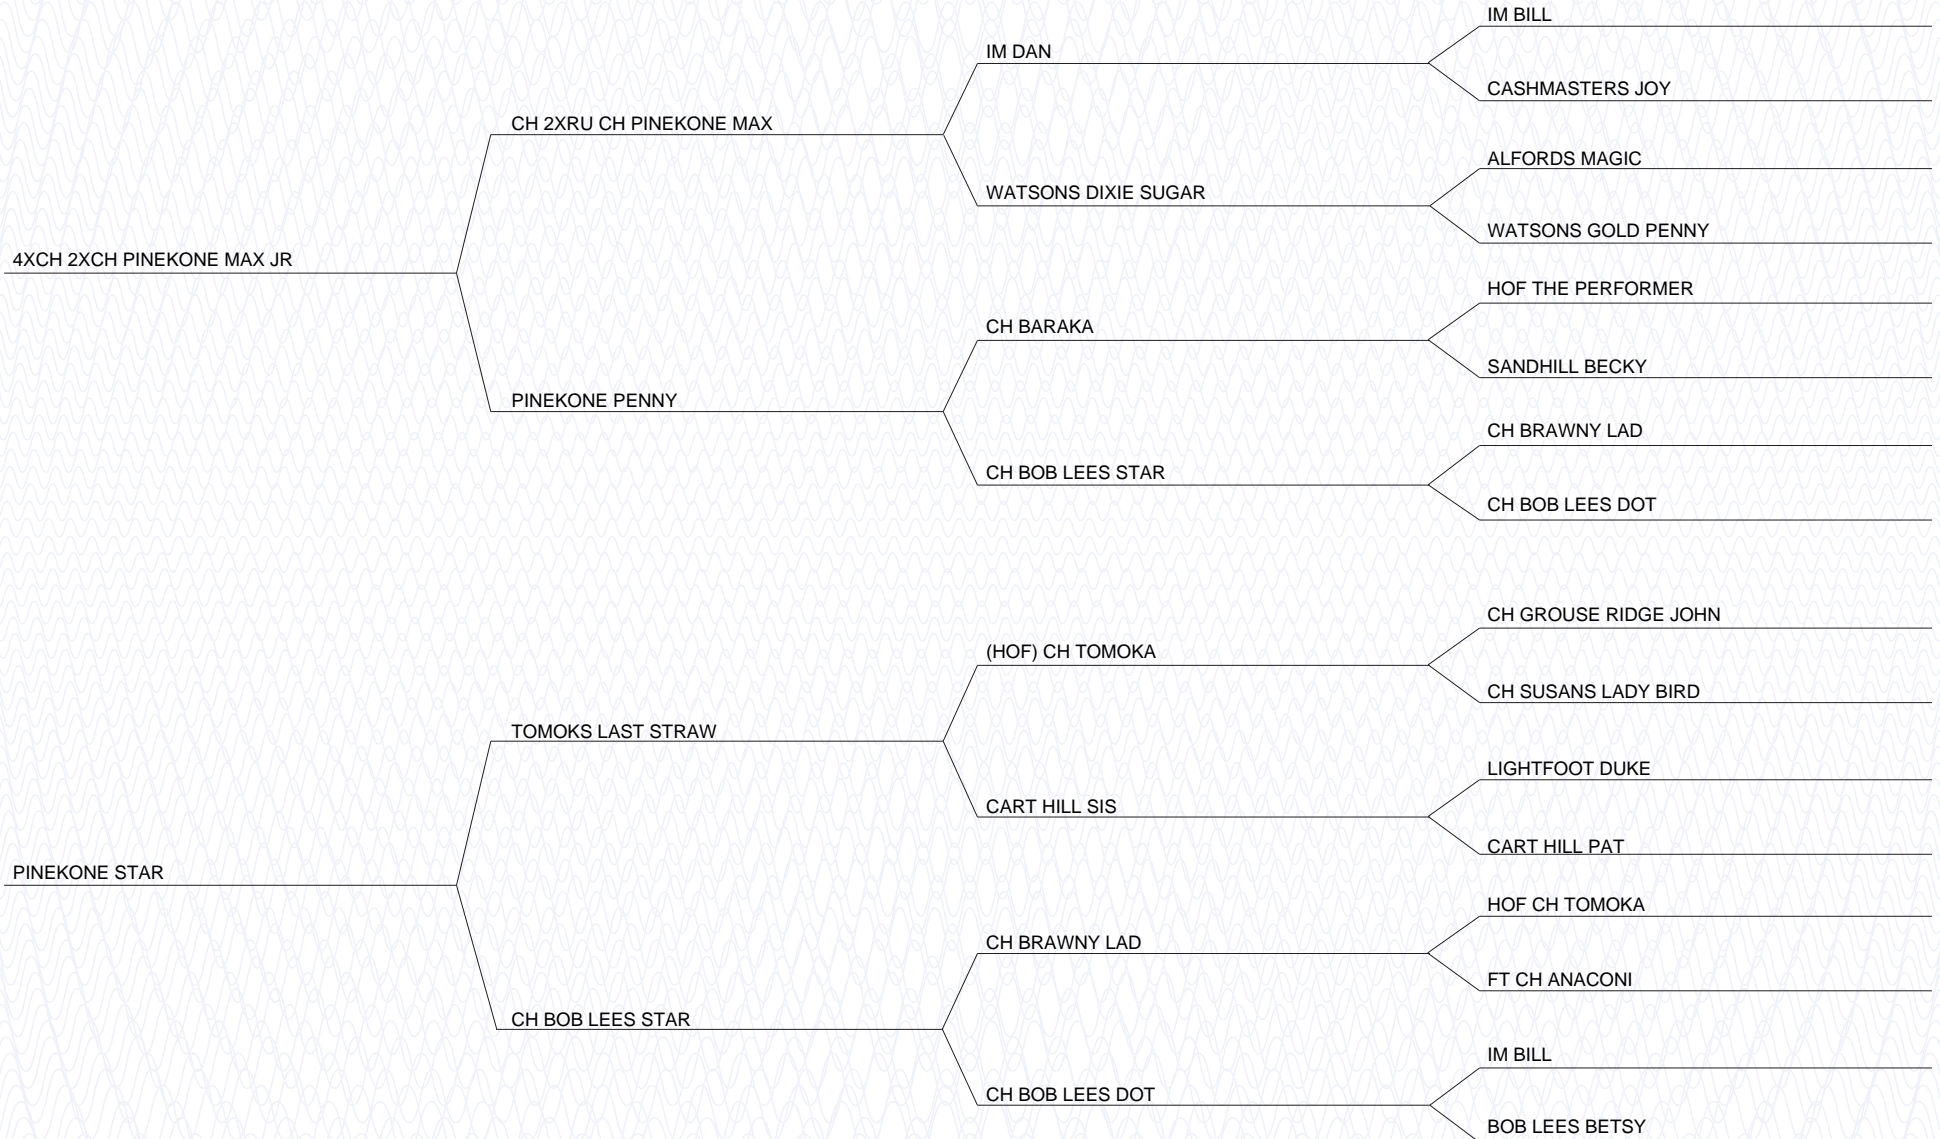 IM BILL
IM DAN
CASHMASTERS JOY
CH 2XRU CH PINEKONE MAX
ALFORDS MAGIC
WATSONS DIXIE SUGAR
WATSONS GOLD PENNY
4XCH 2XCH PINEKONE MAX JR
HOF THE PERFORMER
CH BARAKA
SANDHILL BECKY
PINEKONE PENNY
CH BRAWNY LAD
CH BOB LEES STAR
CH BOB LEES DOT
CH GROUSE RIDGE JOHN
(HOF) CH TOMOKA
CH SUSANS LADY BIRD
TOMOKS LAST STRAW
LIGHTFOOT DUKE
CART HILL SIS
CART HILL PAT
PINEKONE STAR
HOF CH TOMOKA
CH BRAWNY LAD
FT CH ANACONI
CH BOB LEES STAR
IM BILL
CH BOB LEES DOT
BOB LEES BETSY